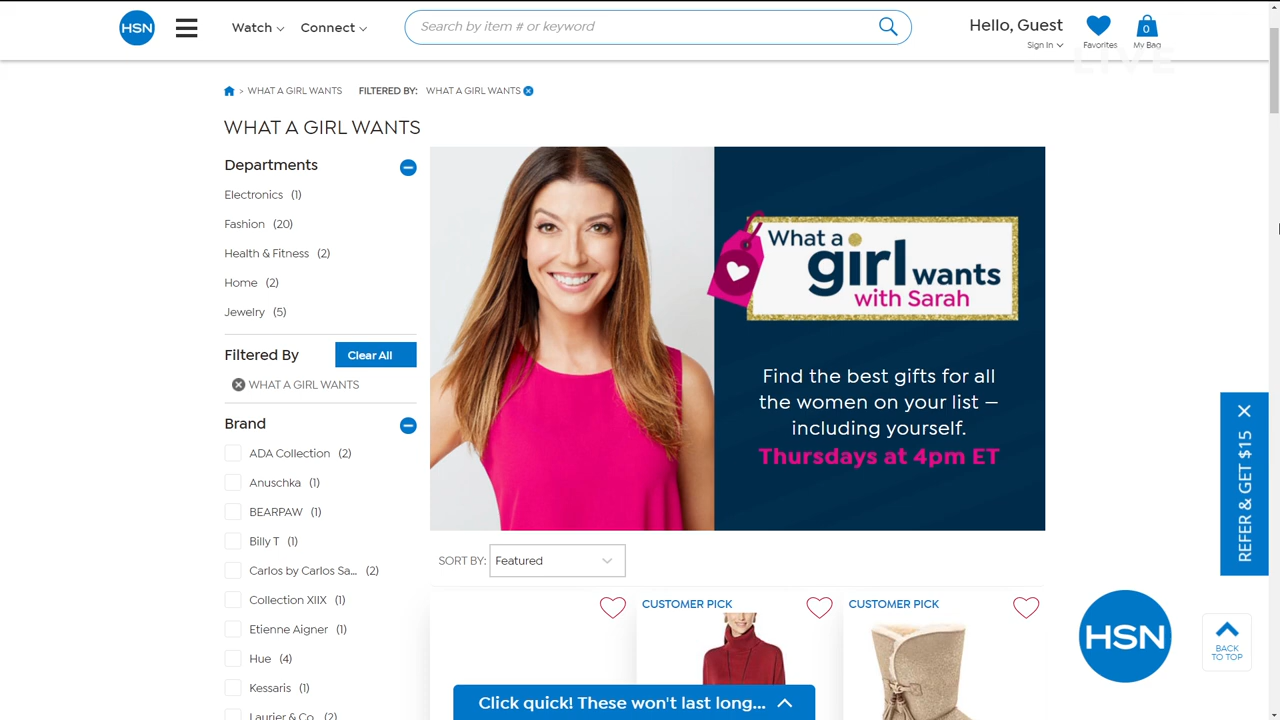 HSN
Watch
Connect
Search by item # or keyword
Hello, Guest
Sign In
Favorites
0
My Bag
LIVE
> WHAT A GIRL WANTS FILTERED BY: WHAT A GIRL WANTS
WHAT A GIRL WANTS
Departments
Electronics (1)
Fashion (20)
Health & Fitness (2)
Home (2)
Jewelry (5)
Filtered By
Clear All
WHAT A GIRL WANTS
Brand
ADA Collection (2)
Anuschka (1)
BEARPAW (1)
Billy T (1)
Carlos by Carlos Sa... (2)
Collection XIIX (1)
Etienne Aigner (1)
Hue (4)
Kessaris (1)
Laurier & Co. (2)
What a
girl wants
with Sarah
Find the best gifts for all
the women on your list –
including yourself.
Thursdays at 4pm ET
SORT BY: Featured
CUSTOMER PICK
CUSTOMER PICK
Click quick! These won't last long...
REFER & GET $15
HSN
BACK
TO TOP